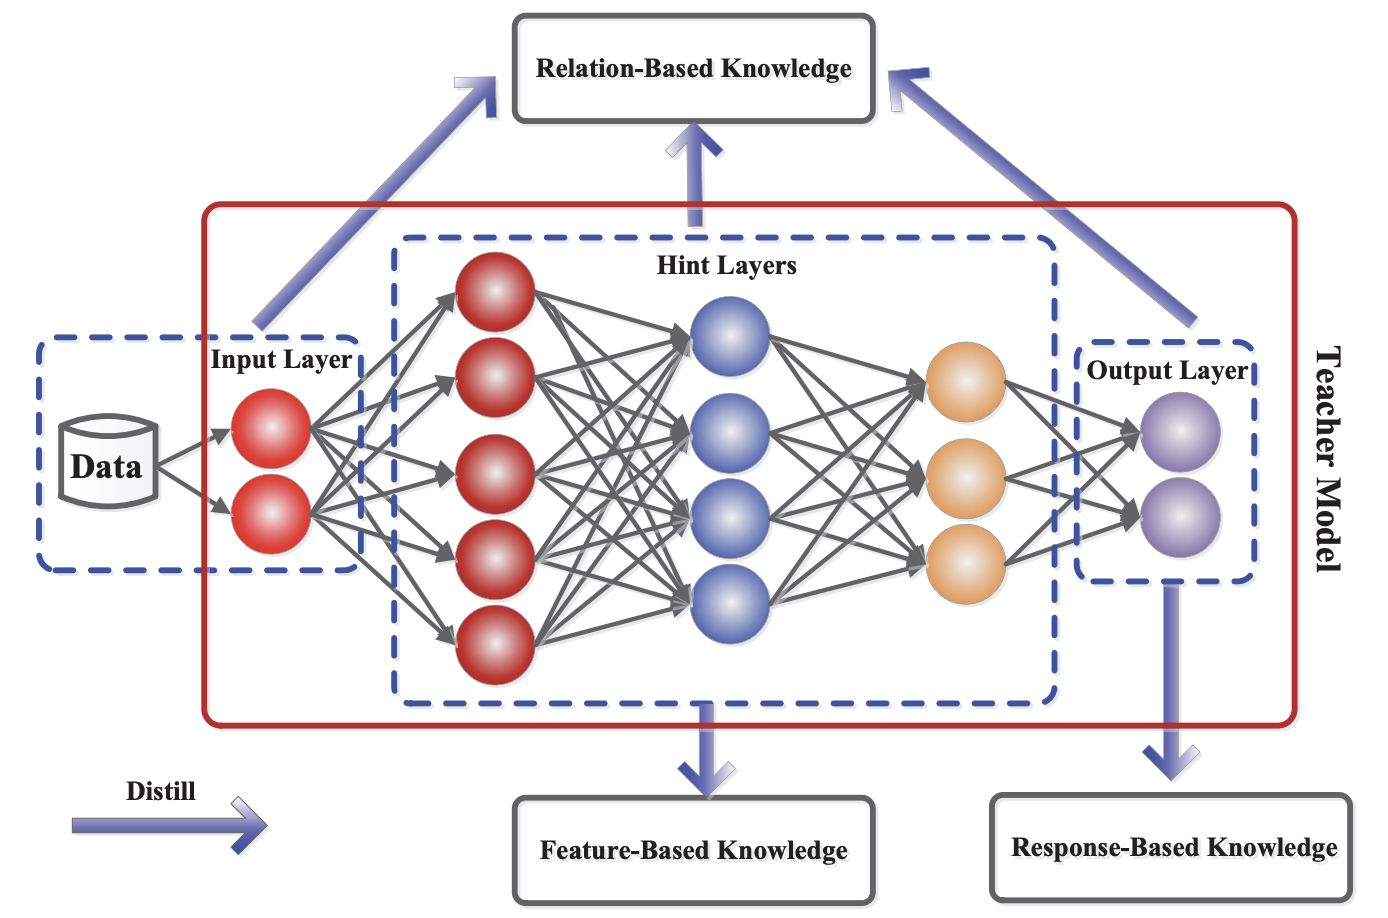 Relation-Based Knowledge
Hint Layers
Input Layer
Output Layer
Data
Teacher Model
Distill
Feature-Based Knowledge
Response-Based Knowledge